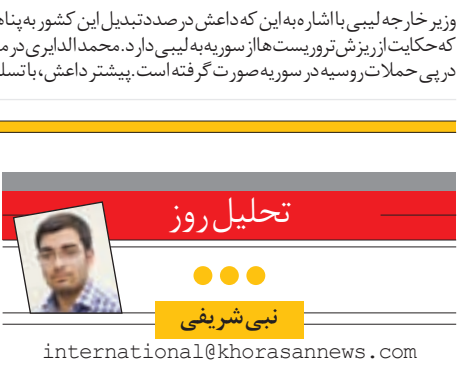 وزیر خارجه لیبی با اشاره به این که داعش در صدد تبدیل این کشور به پناه
که حکایت از ریزش تروریست ها از سوریه به لیبی دارد. محمد الدایری در م
در پی حملات روسیه در سوریه صورت گرفته است. پیشتر داعش، با تسل
تحلیل روز
نبی شریفی
international@khorasannews.com